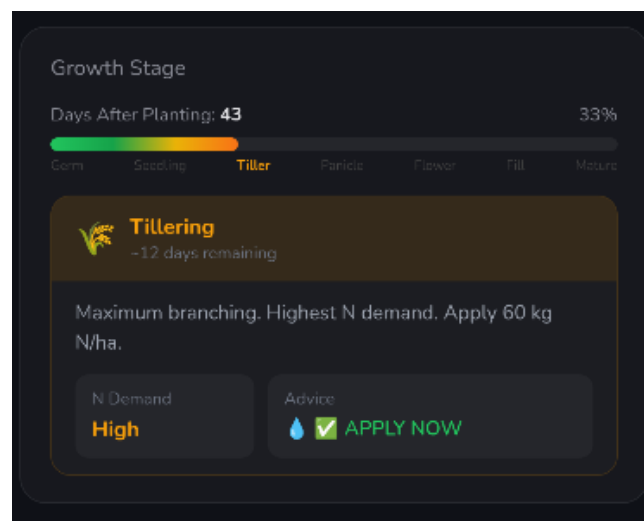 Growth Stage
Days After Planting: 43 33%
Germ Seedling Tiller Panicle Flower Fill Mature
Tillering
~12 days remaining
Maximum branching. Highest N demand. Apply 60 kg
N/ha.
N Demand Advice
High 💧 ✅ APPLY NOW